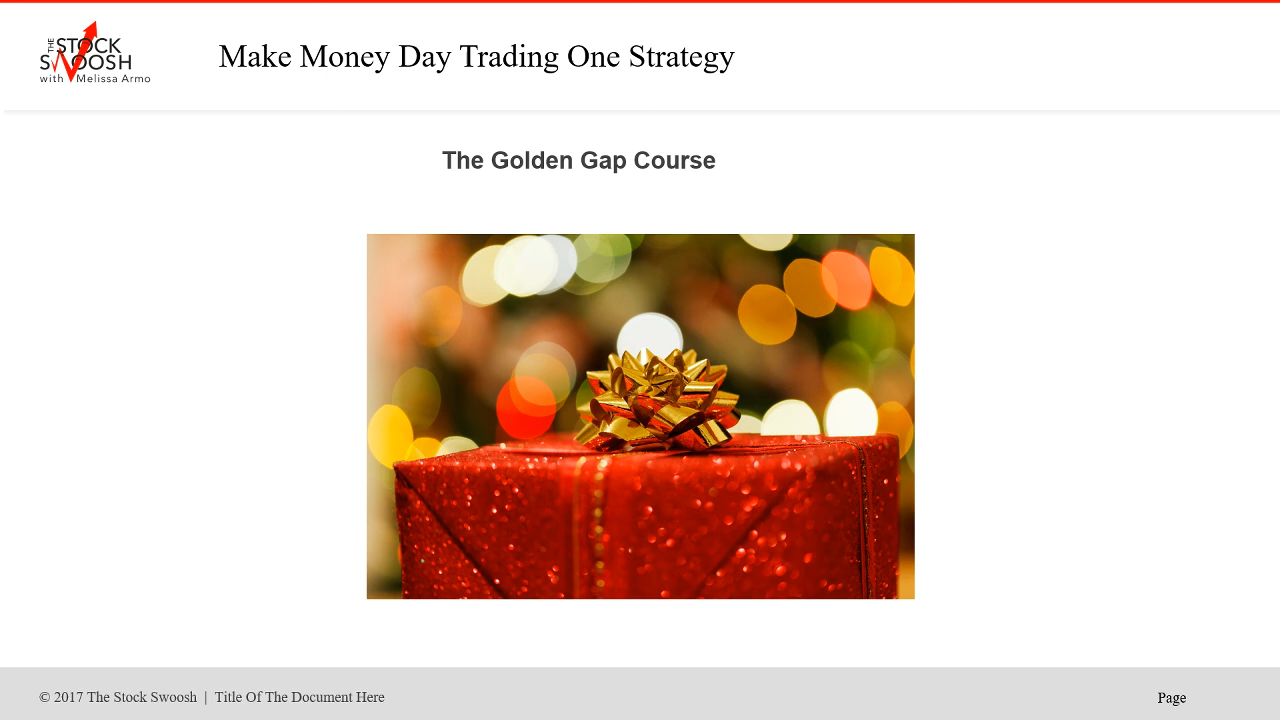 THE
STOCK
SWOOSH
with Melissa Armo
Make Money Day Trading One Strategy
The Golden Gap Course
© 2017 The Stock Swoosh | Title Of The Document Here
Page